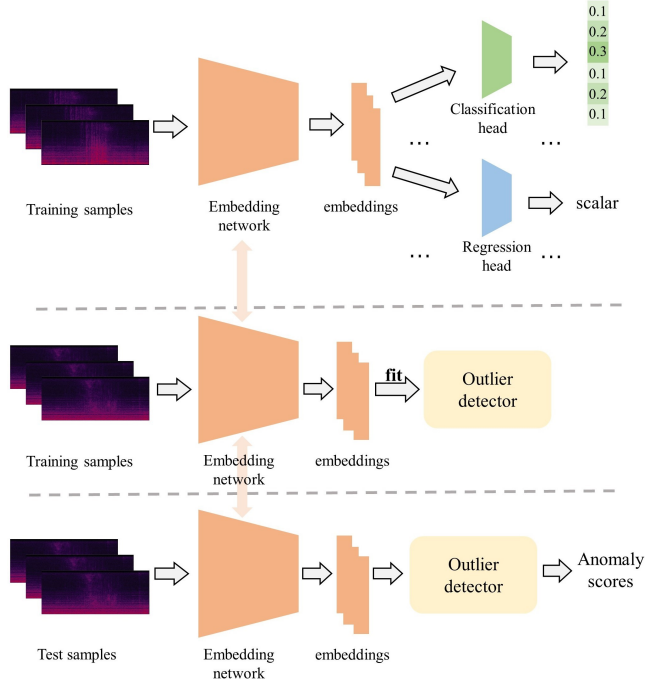 0.1
0.2
0.3
0.1
0.2
0.1
Classification
head
...
...
Training samples
Embedding
network
embeddings
scalar
Regression
head
...
...
fit
Outlier
detector
Training samples
Embedding
network
embeddings
Outlier
detector
Anomaly
scores
Test samples
Embedding
network
embeddings